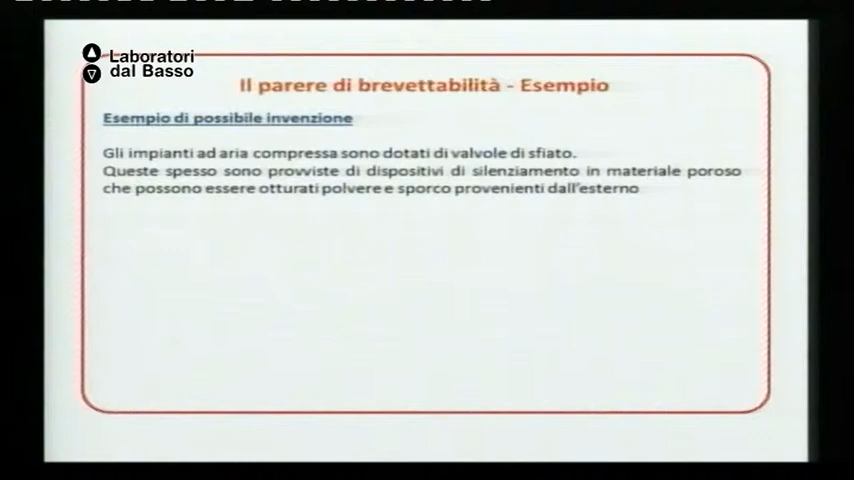 Laboratori
dal Basso
Il parere di brevettabilità - Esempio
Esempio di possibile invenzione
Gli impianti ad aria compressa sono dotati di valvole di sfiato.
Queste spesso sono provviste di dispositivi di silenziamento in materiale poroso
che possono essere otturati polvere e sporco provenienti dall'esterno